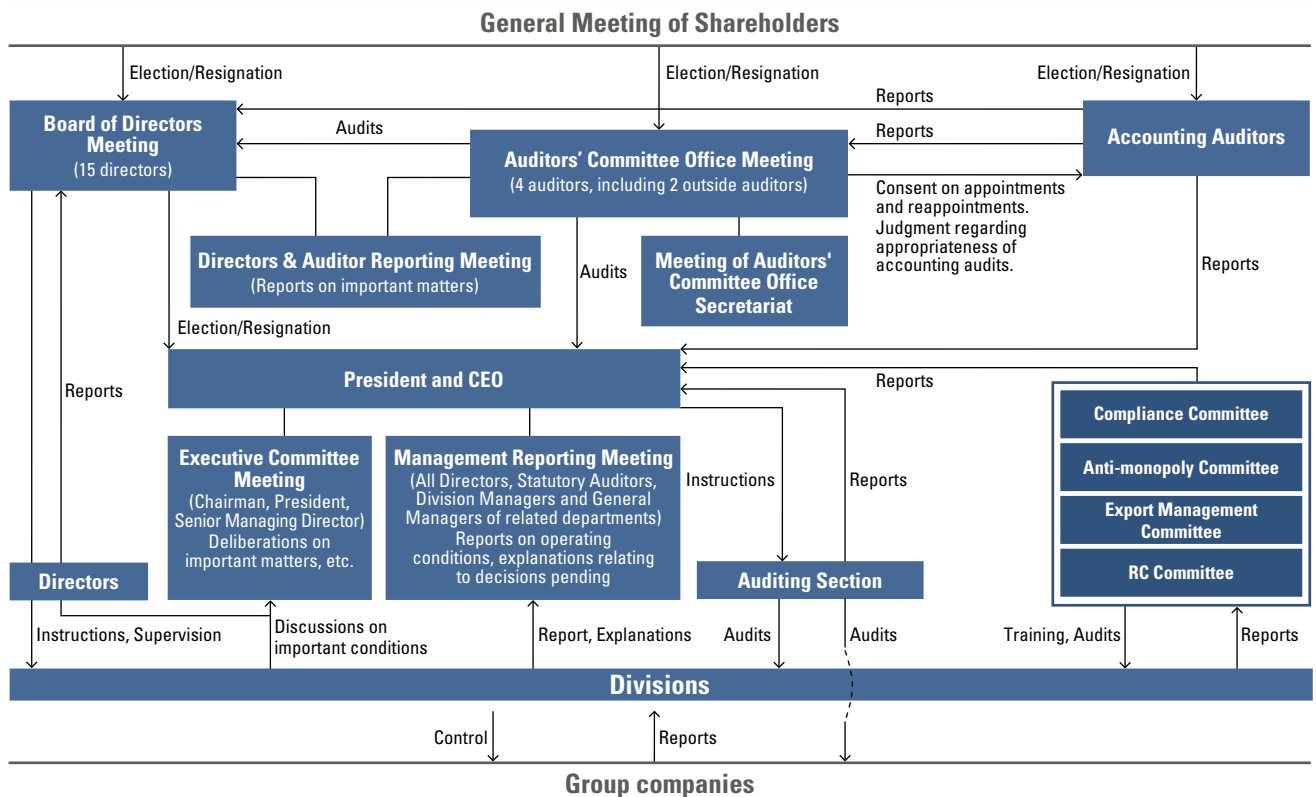 General Meeting of Shareholders
Election/Resignation
Election/Resignation
Election/Resignation
Reports
Board of Directors
Meeting
(15 directors)
Audits
Auditors’ Committee Office Meeting
(4 auditors, including 2 outside auditors)
Reports
Accounting Auditors
Consent on appointments
and reappointments.
Judgment regarding
appropriateness of
accounting audits.
Directors & Auditor Reporting Meeting
(Reports on important matters)
Audits
Meeting of Auditors'
Committee Office
Secretariat
Reports
Election/Resignation
President and CEO
Reports
Reports
Compliance Committee
Anti-monopoly Committee
Export Management
Committee
RC Committee
Executive Committee
Meeting
(Chairman, President,
Senior Managing Director)
Deliberations on
important matters, etc.
Management Reporting Meeting
(All Directors, Statutory Auditors,
Division Managers and General
Managers of related departments)
Reports on operating
conditions, explanations relating
to decisions pending
Instructions
Reports
Directors
Auditing Section
Instructions, Supervision
Discussions on
important conditions
Report, Explanations
Audits
Audits
Training, Audits
Reports
Divisions
Control
Reports
Group companies